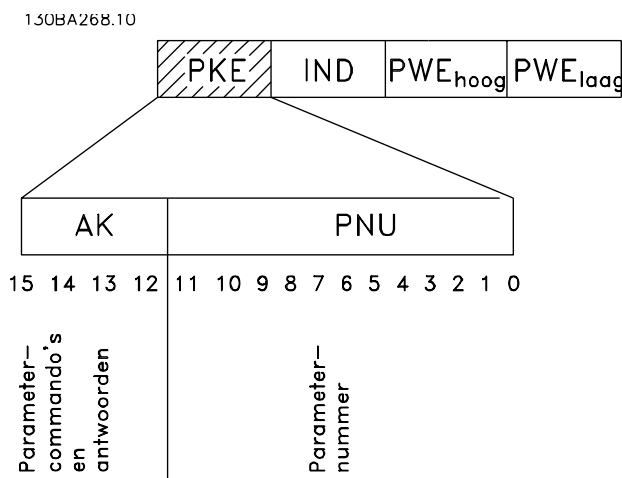 130BA268.10
PKE IND PWEhoog PWElaag
AK PNU
15 14 13 12 11 10 9 8 7 6 5 4 3 2 1 0
Parameter–
commando's
en
antwoorden
Parameter–
nummer